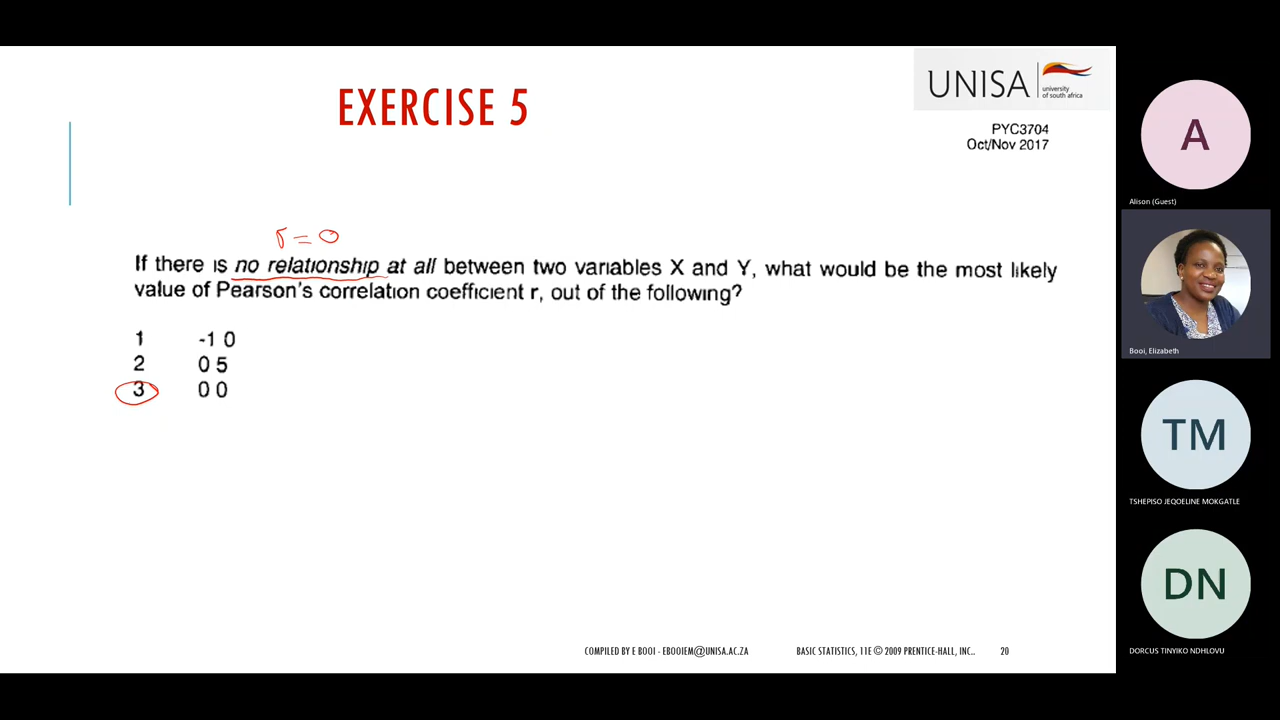 EXERCISE 5
UNISA
university
of south africa
PYC3704
Oct/Nov 2017
r = 0
If there is no relationship at all between two variables X and Y, what would be the most likely
value of Pearson's correlation coefficient r, out of the following?
1 -1 0
2 0 5
3 0 0
COMPILED BY E BOOI - EBOOIEM@UNISA.AC.ZA BASIC STATISTICS, 11E © 2009 PRENTICE-HALL, INC.. 20
A
Alison (Guest)
Booi, Elizabeth
TM
TSHEPISO JEQOELINE MOKGATLE
DN
DORCUS TINYIKO NDHLOVU